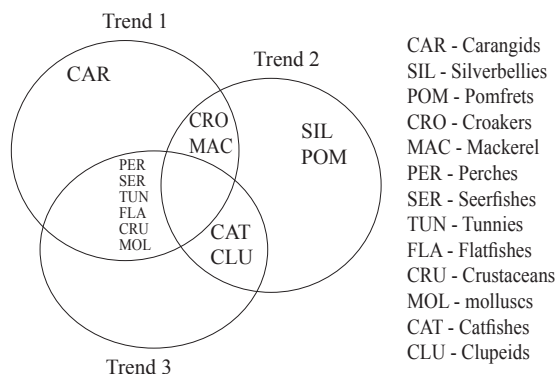 Trend 1
Trend 2
CAR
CRO
MAC
SIL
POM
PER
SER
TUN
FLA
CRU
MOL
CAT
CLU
Trend 3
CAR - Carangids
SIL - Silverbellies
POM - Pomfrets
CRO - Croakers
MAC - Mackerel
PER - Perches
SER - Seerfishes
TUN - Tunnies
FLA - Flatfishes
CRU - Crustaceans
MOL - molluscs
CAT - Catfishes
CLU - Clupeids